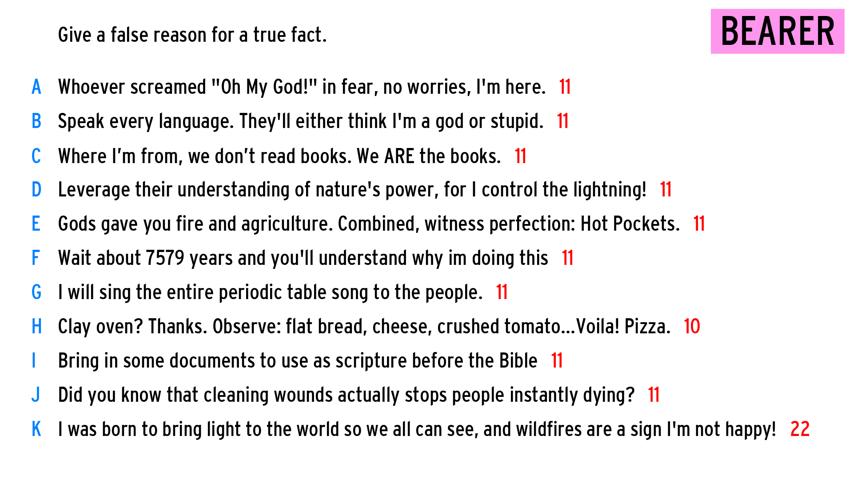 Give a false reason for a true fact.
BEARER
A Whoever screamed "Oh My God!" in fear, no worries, I'm here. 11
B Speak every language. They'll either think I'm a god or stupid. 11
C Where I’m from, we don’t read books. We ARE the books. 11
D Leverage their understanding of nature's power, for I control the lightning! 11
E Gods gave you fire and agriculture. Combined, witness perfection: Hot Pockets. 11
F Wait about 7579 years and you'll understand why im doing this 11
G I will sing the entire periodic table song to the people. 11
H Clay oven? Thanks. Observe: flat bread, cheese, crushed tomato...Voila! Pizza. 10
I Bring in some documents to use as scripture before the Bible 11
J Did you know that cleaning wounds actually stops people instantly dying? 11
K I was born to bring light to the world so we all can see, and wildfires are a sign I'm not happy! 22